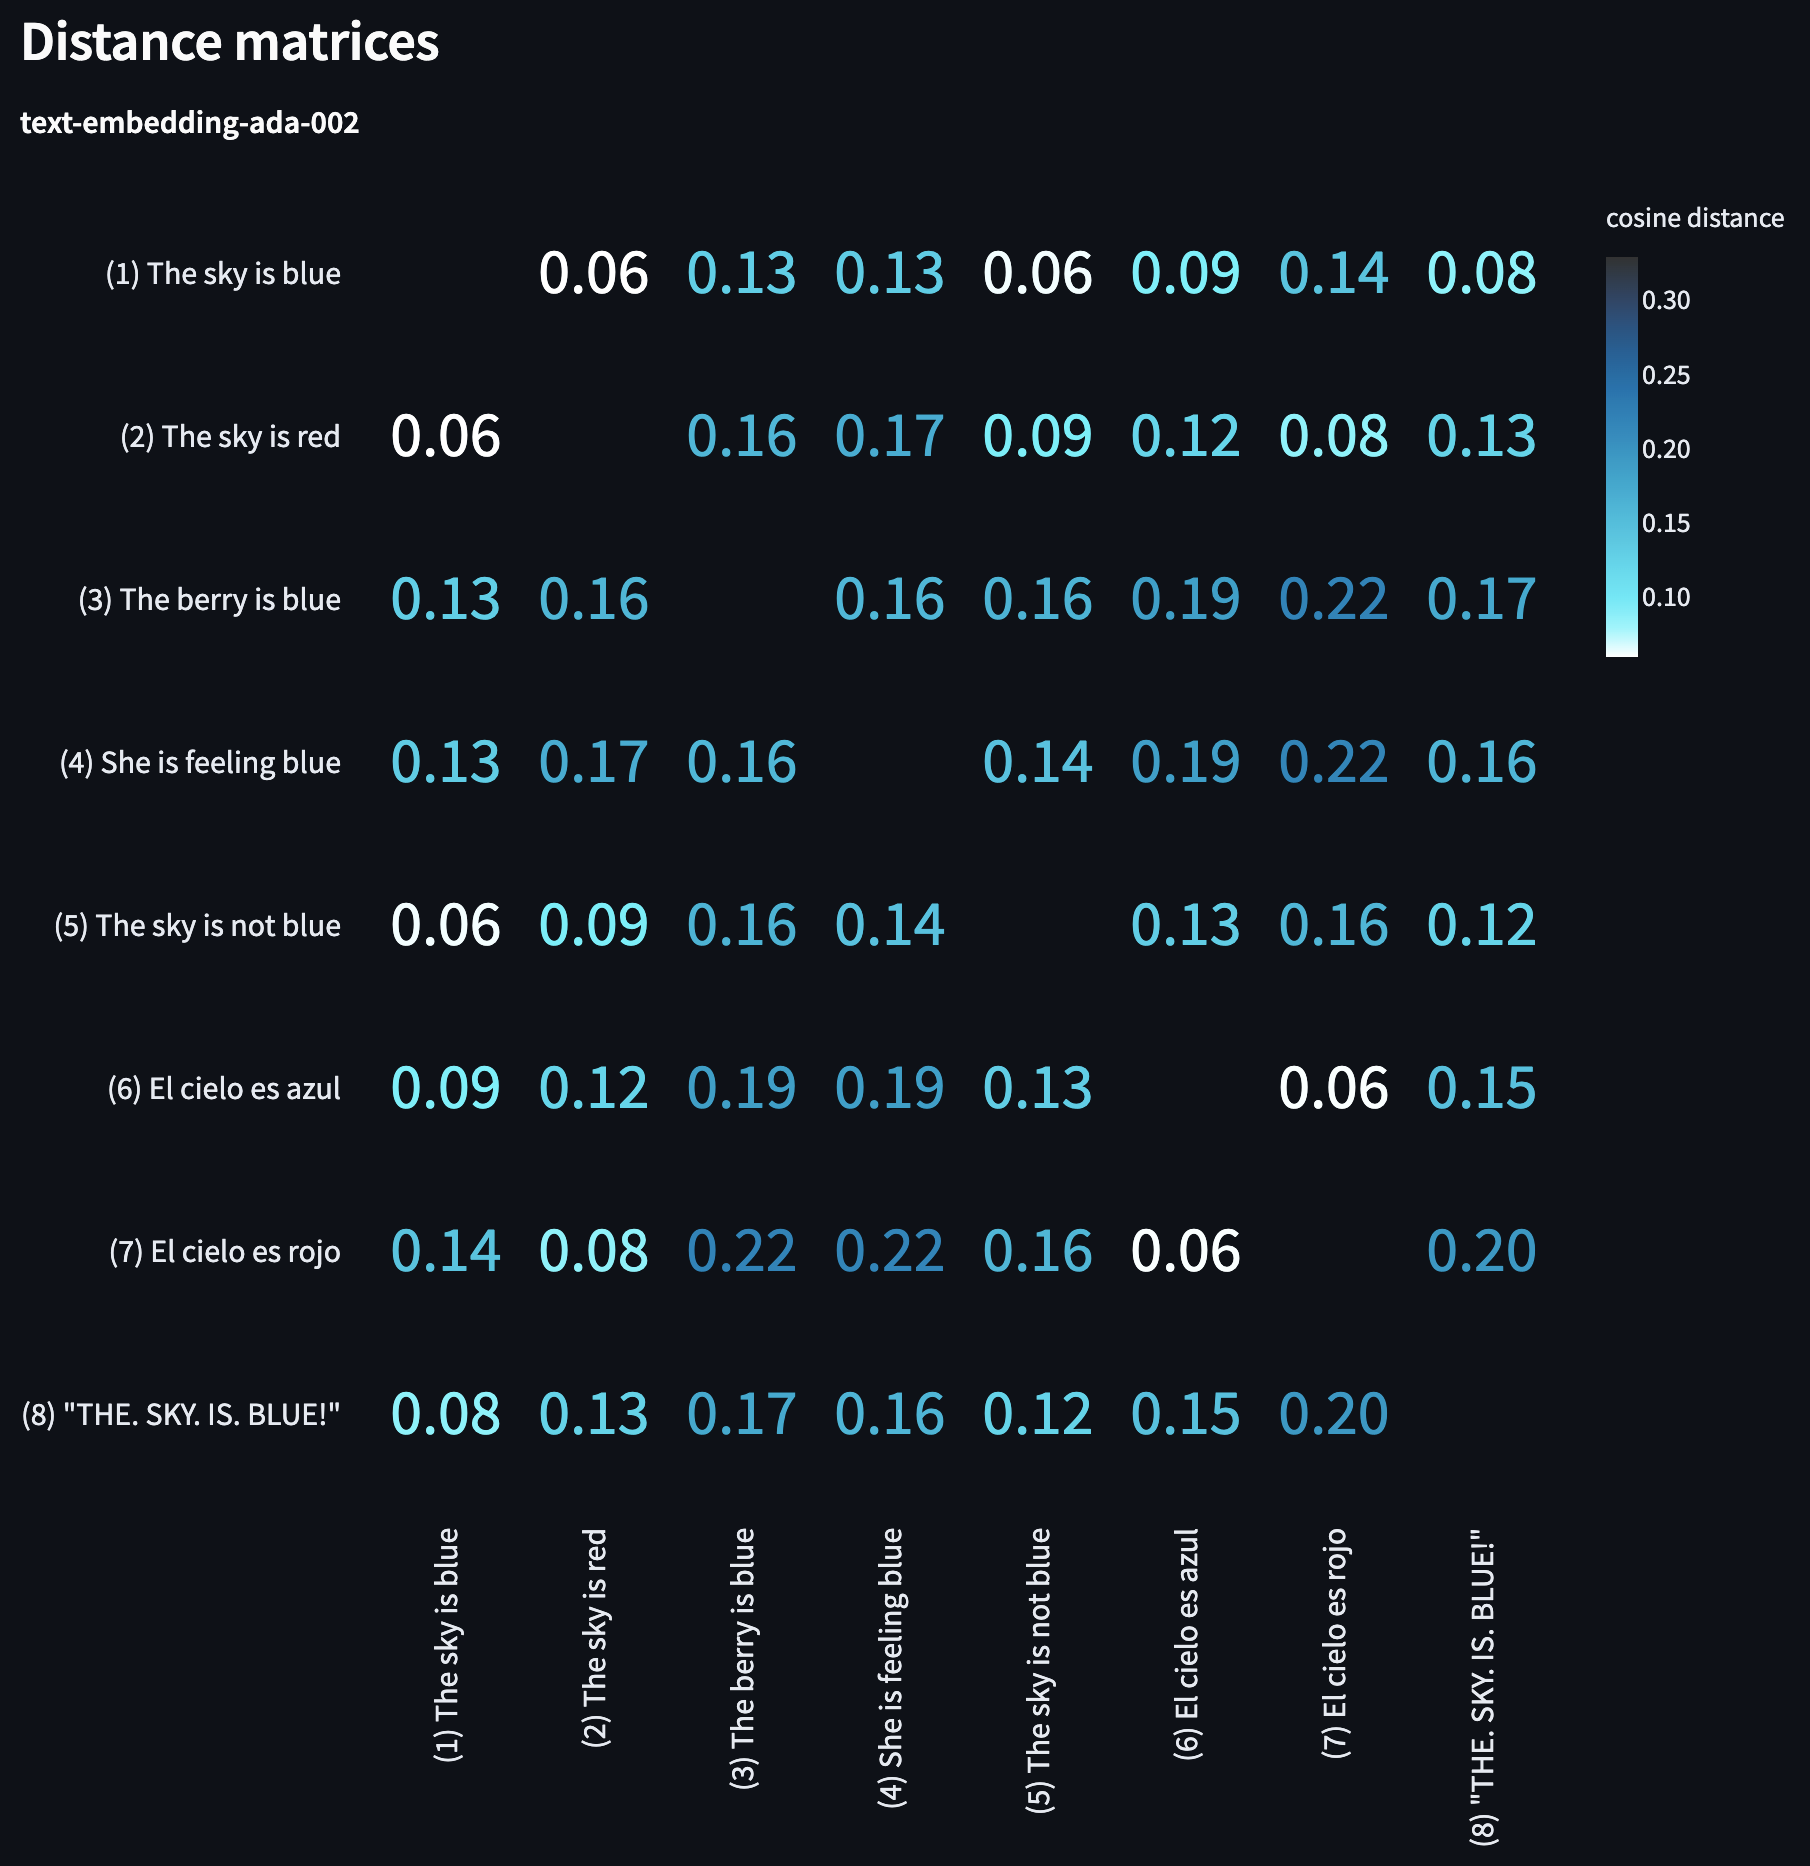 Distance matrices
text-embedding-ada-002
cosine distance
0.30
0.25
0.20
0.15
0.10
(1) The sky is blue 0.06 0.13 0.13 0.06 0.09 0.14 0.08
(2) The sky is red 0.06 0.16 0.17 0.09 0.12 0.08 0.13
(3) The berry is blue 0.13 0.16 0.16 0.16 0.19 0.22 0.17
(4) She is feeling blue 0.13 0.17 0.16 0.14 0.19 0.22 0.16
(5) The sky is not blue 0.06 0.09 0.16 0.14 0.13 0.16 0.12
(6) El cielo es azul 0.09 0.12 0.19 0.19 0.13 0.06 0.15
(7) El cielo es rojo 0.14 0.08 0.22 0.22 0.16 0.06 0.20
(8) "THE. SKY. IS. BLUE!" 0.08 0.13 0.17 0.16 0.12 0.15 0.20
(1) The sky is blue
(2) The sky is red
(3) The berry is blue
(4) She is feeling blue
(5) The sky is not blue
(6) El cielo es azul
(7) El cielo es rojo
(8) "THE. SKY. IS. BLUE!"